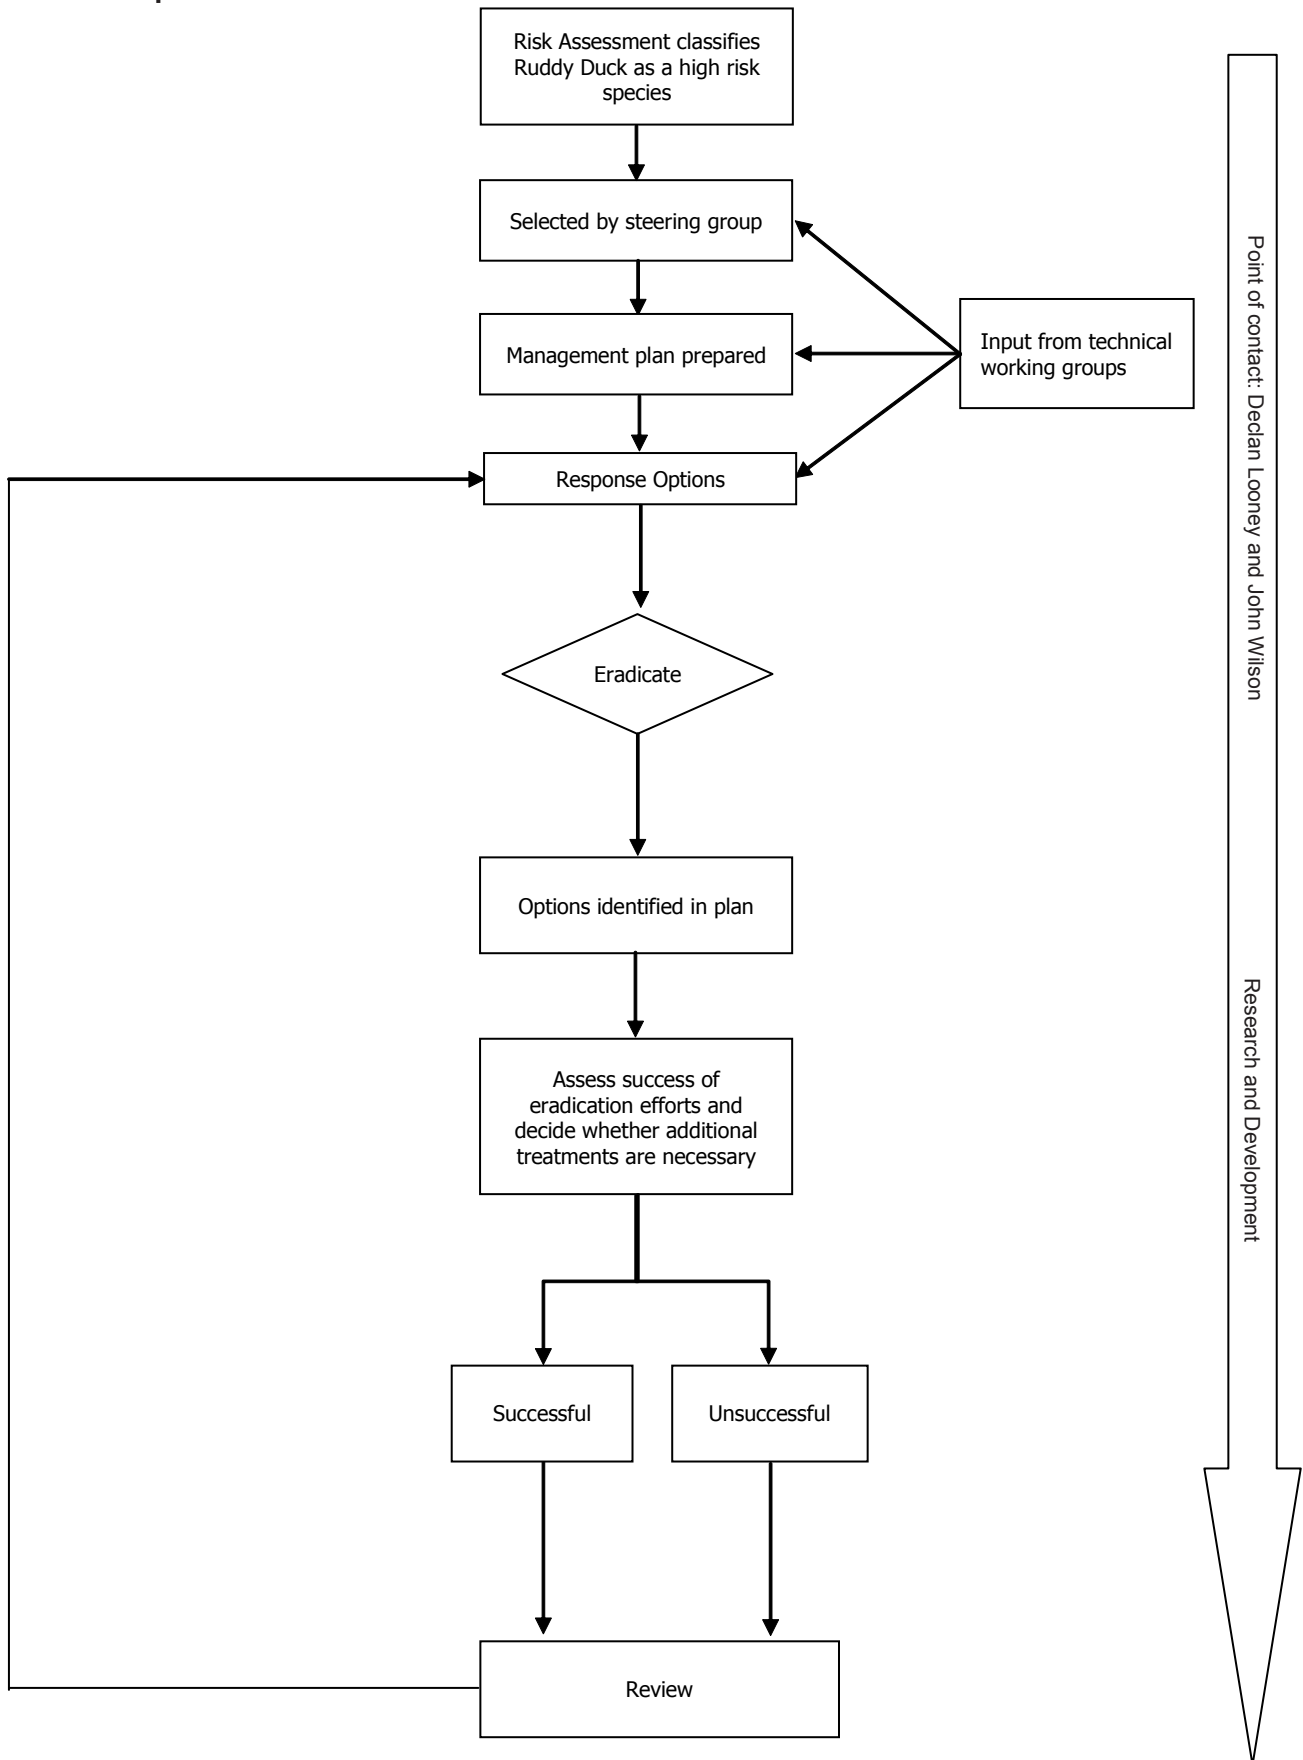 Risk Assessment classifies
Ruddy Duck as a high risk
species
Selected by steering group
Management plan prepared
Input from technical
working groups
Response Options
Eradicate
Options identified in plan
Assess success of
eradication efforts and
decide whether additional
treatments are necessary
Successful
Unsuccessful
Review
Point of contact: Declan Looney and John Wilson
Research and Development